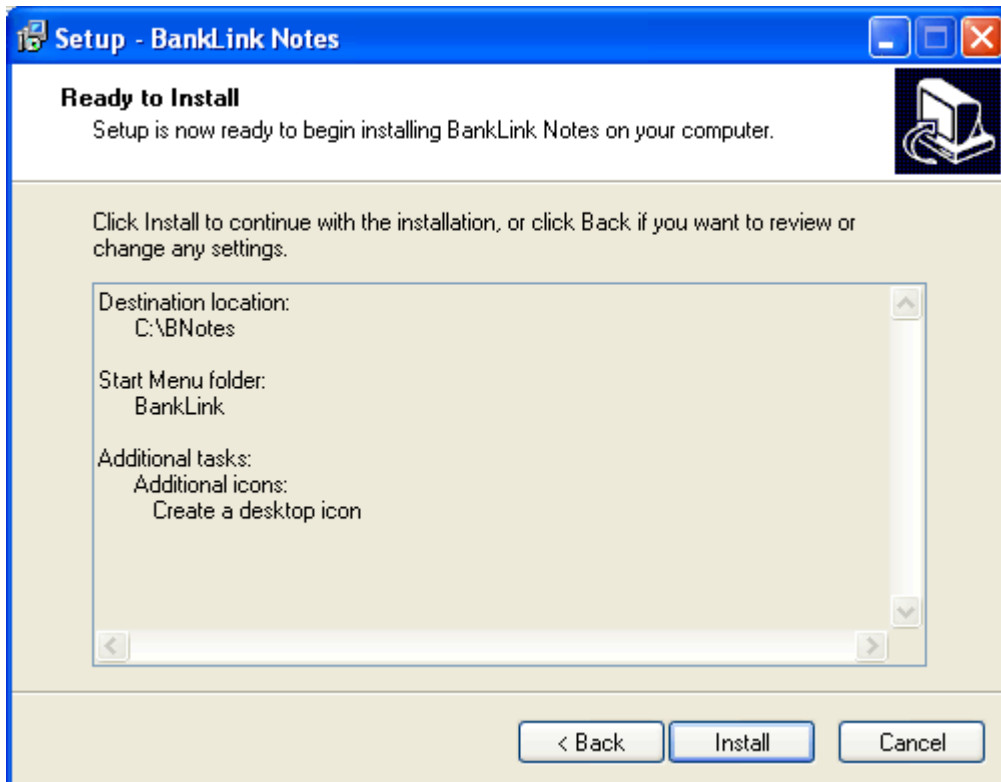 Setup - BankLink Notes
Ready to Install
Setup is now ready to begin installing BankLink Notes on your computer.
Click Install to continue with the installation, or click Back if you want to review or
change any settings.
Destination location:
C:\BNotes
Start Menu folder:
BankLink
Additional tasks:
Additional icons:
Create a desktop icon
< Back Install Cancel